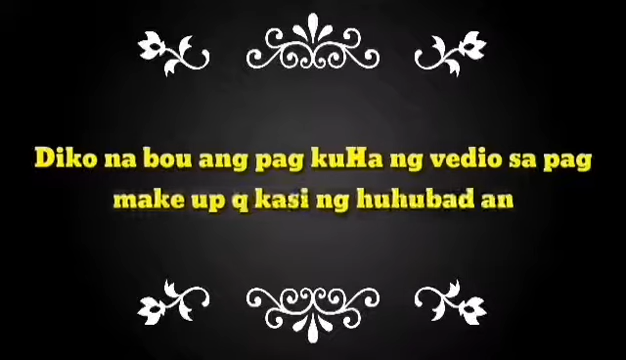 Diko na bou ang pag kuHa ng vedio sa pag
make up q kasi ng huhubad an